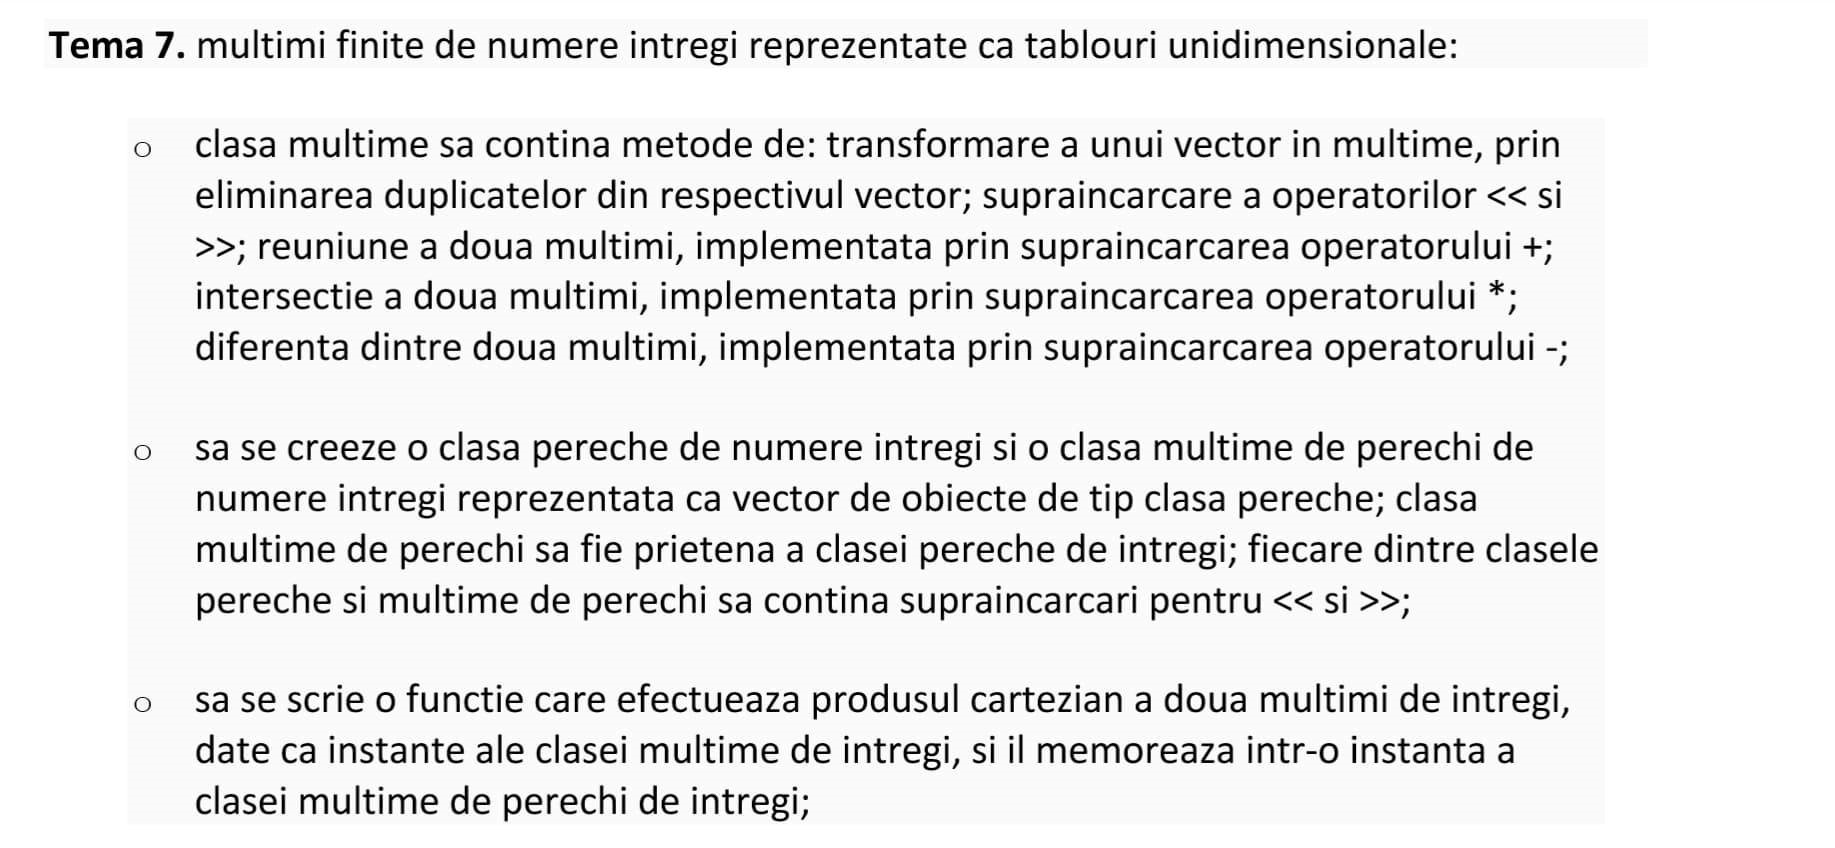 Tema 7. multimi finite de numere intregi reprezentate ca tablouri unidimensionale:
o clasa multime sa contina metode de: transformare a unui vector in multime, prin
eliminarea duplicatelor din respectivul vector; supraincarcare a operatorilor << si
>>; reuniune a doua multimi, implementata prin supraincarcarea operatorului +;
intersectie a doua multimi, implementata prin supraincarcarea operatorului *;
diferenta dintre doua multimi, implementata prin supraincarcarea operatorului -;
o sa se creeze o clasa pereche de numere intregi si o clasa multime de perechi de
numere intregi reprezentata ca vector de obiecte de tip clasa pereche; clasa
multime de perechi sa fie prietena a clasei pereche de intregi; fiecare dintre clasele
pereche si multime de perechi sa contina supraincarcari pentru << si >>;
o sa se scrie o functie care efectueaza produsul cartezian a doua multimi de intregi,
date ca instante ale clasei multime de intregi, si il memoreaza intr-o instanta a
clasei multime de perechi de intregi;